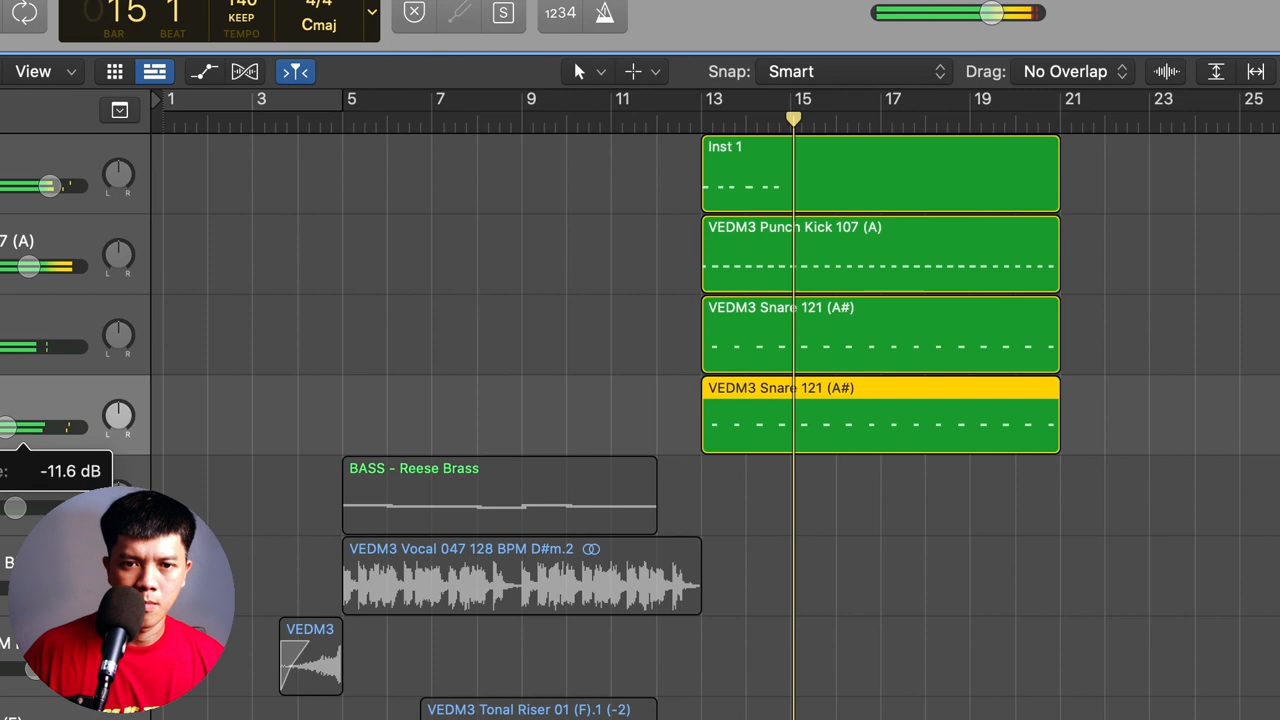 15 1
140
KEEP
4/4
Cmaj
BAR
BEAT
TEMPO
S
1234
View
Snap:
Smart
Drag:
No Overlap
1
3
5
7
9
11
13
15
17
19
21
23
25
Inst 1
L R
7 (A)
VEDM3 Punch Kick 107 (A)
L R
VEDM3 Snare 121 (A#)
L R
VEDM3 Snare 121 (A#)
L R
e: -11.6 dB
BASS - Reese Brass
B
VEDM3 Vocal 047 128 BPM D#m.2
VEDM3
VEDM3 Tonal Riser 01 (F).1 (-2)